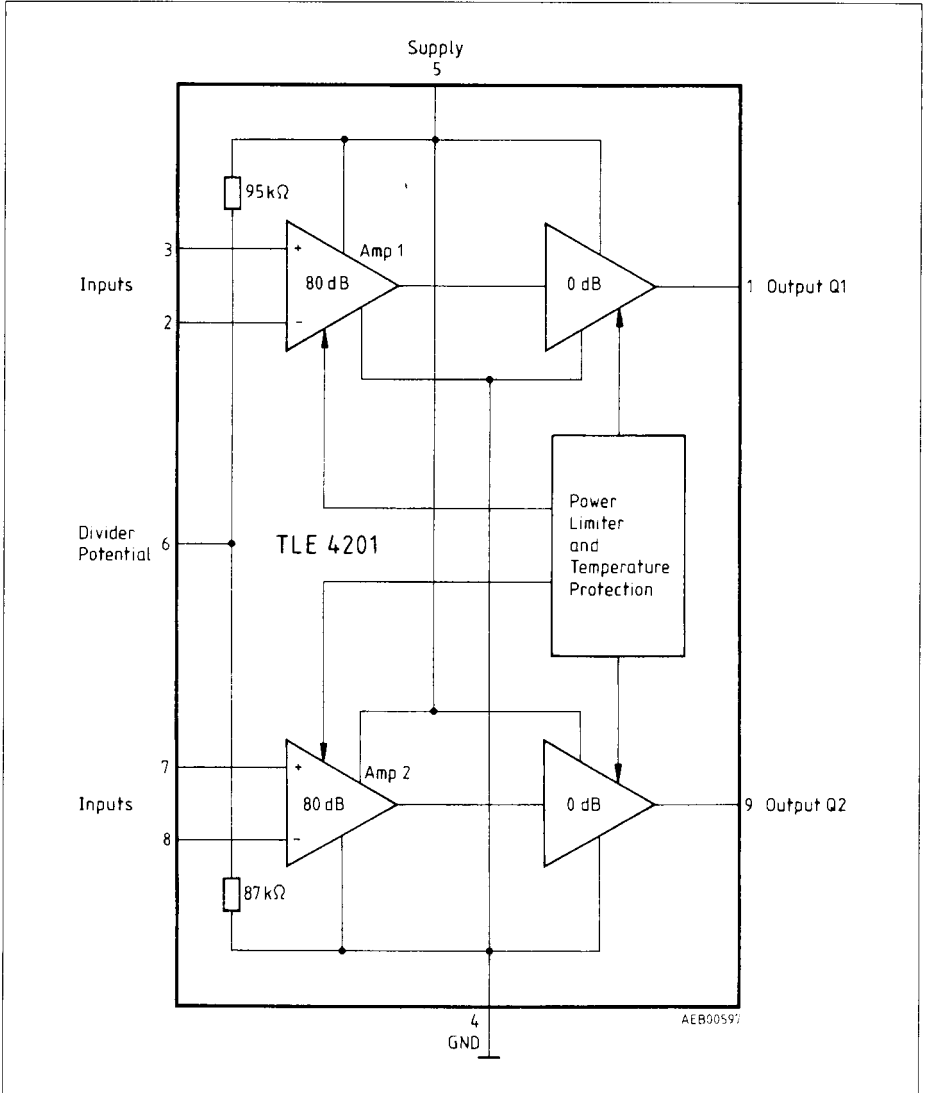 Supply
5
95kΩ
3
+
Amp 1
Inputs
80 dB
0 dB
1 Output Q1
2
−
Power
Limiter
and
Temperature
Protection
Divider
Potential
6
TLE 4201
7
+
Amp 2
Inputs
80 dB
0 dB
9 Output Q2
8
−
87kΩ
4
GND
AEB00597